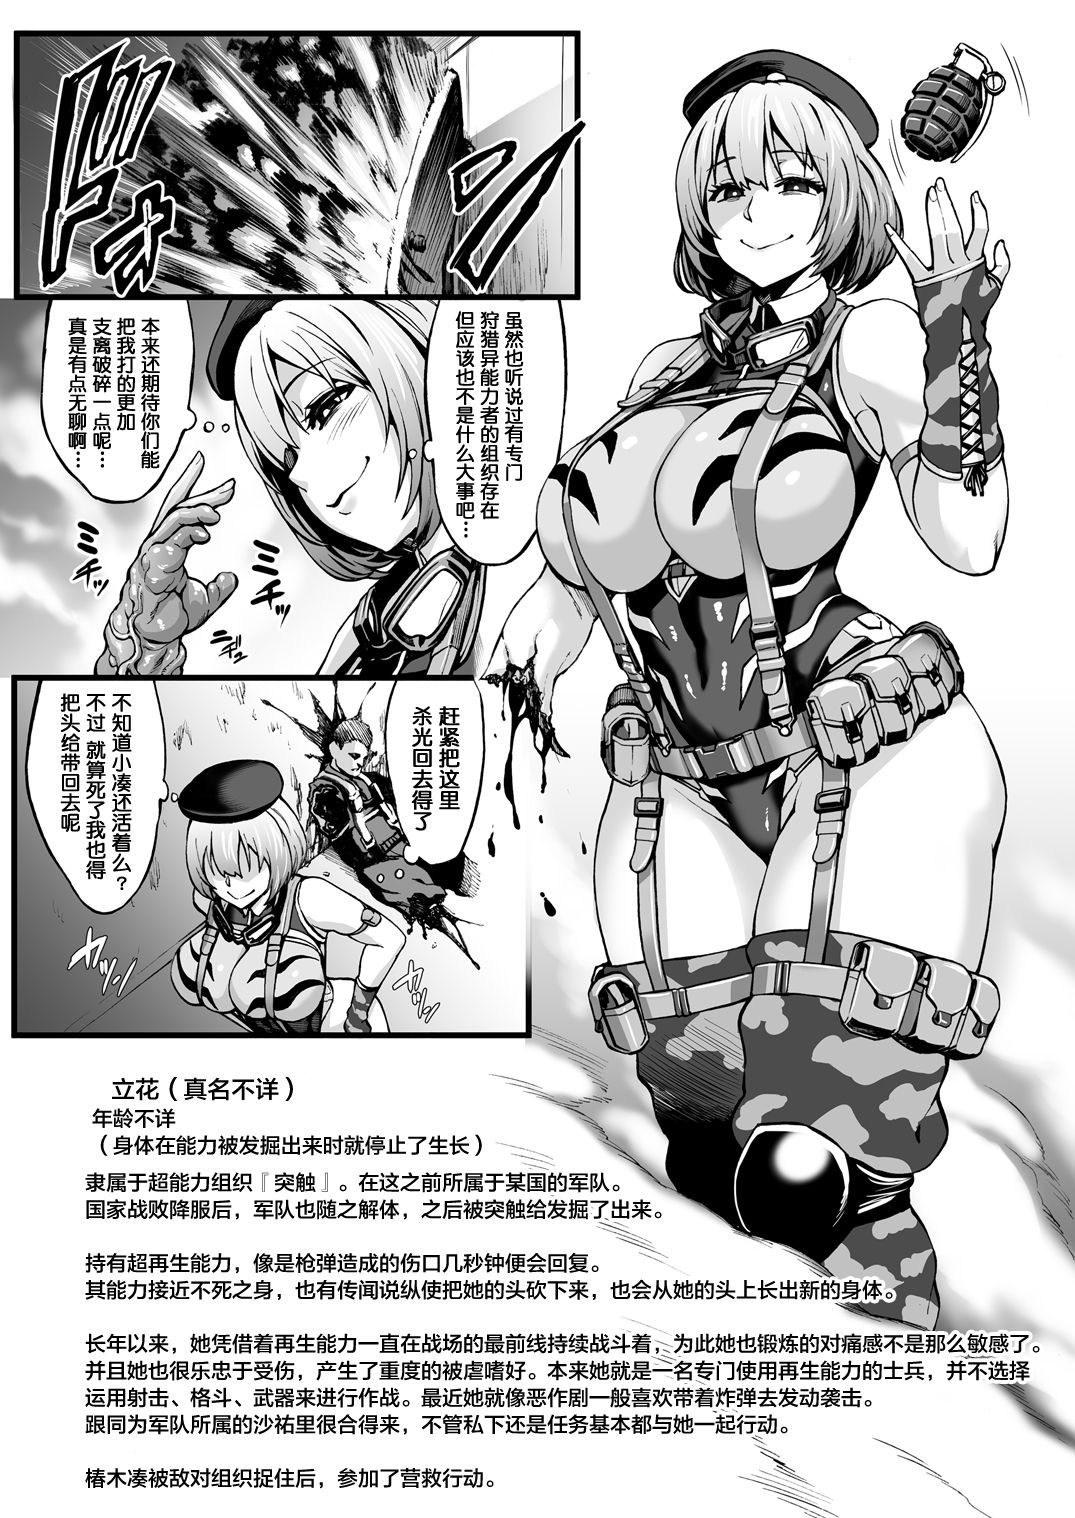 虽然也听说过有专门
狩猎异能力者的组织存在
但应该也不是什么大事吧…
本来还期待你们能
把我打的更加
支离破碎一点呢…
真是有点无聊啊…
ミチッ
ミチッ
ミヂュ
赶紧把这里
杀光回去得了
不知道小凑还活着么？
不过 就算死了我也得
把头给带回去呢
カツ
カツ
立花（真名不详）
年龄不详
（身体在能力被发掘出来时就停止了生长）
隶属于超能力组织『突触』。在这之前所属于某国的军队。
国家战败降服后，军队也随之解体，之后被突触给发掘了出来。
持有超再生能力，像是枪弹造成的伤口几秒钟便会回复。
其能力接近不死之身，也有传闻说纵使把她的头砍下来，也会从她的头上长出新的身体。
长年以来，她凭借着再生能力一直在战场的最前线持续战斗着，为此她也锻炼的对痛感不是那么敏感了。
并且她也很乐忠于受伤，产生了重度的被虐嗜好。本来她就是一名专门使用再生能力的士兵，并不选择
运用射击、格斗、武器来进行作战。最近她就像恶作剧一般喜欢带着炸弹去发动袭击。
跟同为军队所属的沙祐里很合得来，不管私下还是任务基本都与她一起行动。
椿木凑被敌对组织捉住后，参加了营救行动。